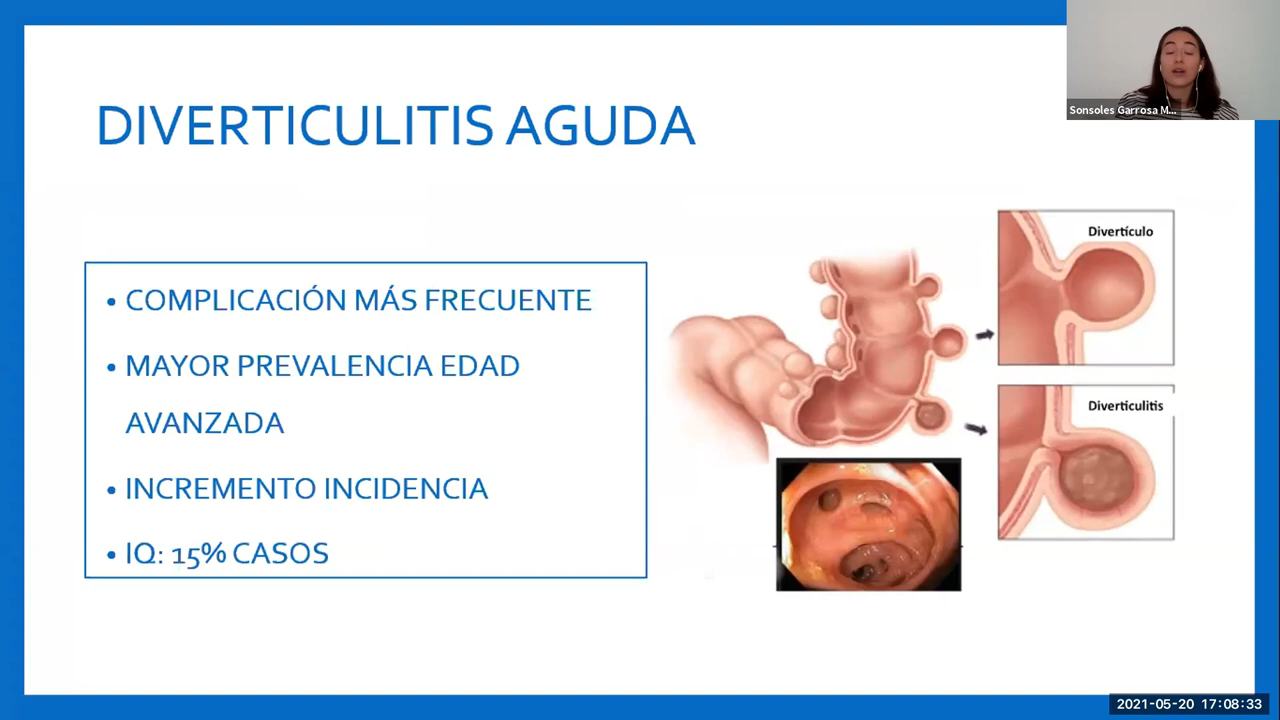 Sonsoles Garrosa M...
DIVERTICULITIS AGUDA
• COMPLICACIÓN MÁS FRECUENTE
• MAYOR PREVALENCIA EDAD
AVANZADA
• INCREMENTO INCIDENCIA
• IQ: 15% CASOS
Divertículo
Diverticulitis
2021-05-20 17:08:33